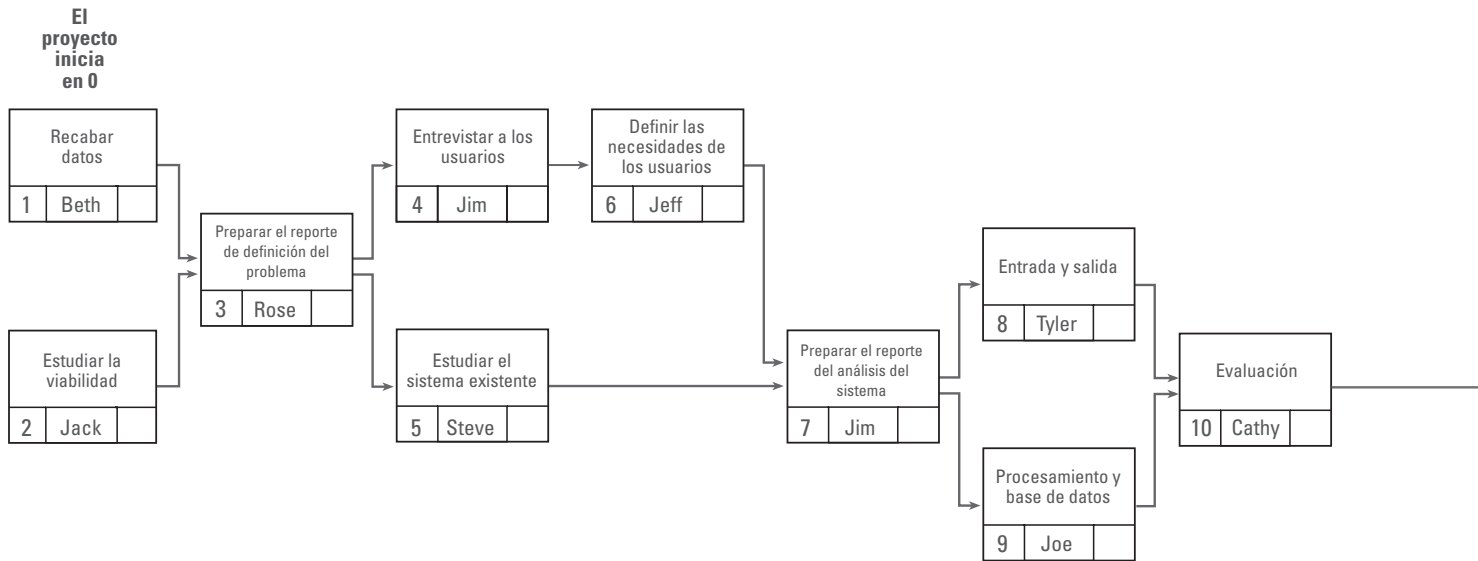 El
proyecto
inicia
en 0
Recabar
datos
1 Beth
Estudiar la
viabilidad
2 Jack
Preparar el reporte
de definición del
problema
3 Rose
Entrevistar a los
usuarios
4 Jim
Estudiar el
sistema existente
5 Steve
Definir las
necesidades de
los usuarios
6 Jeff
Preparar el reporte
del análisis del
sistema
7 Jim
Entrada y salida
8 Tyler
Procesamiento y
base de datos
9 Joe
Evaluación
10 Cathy